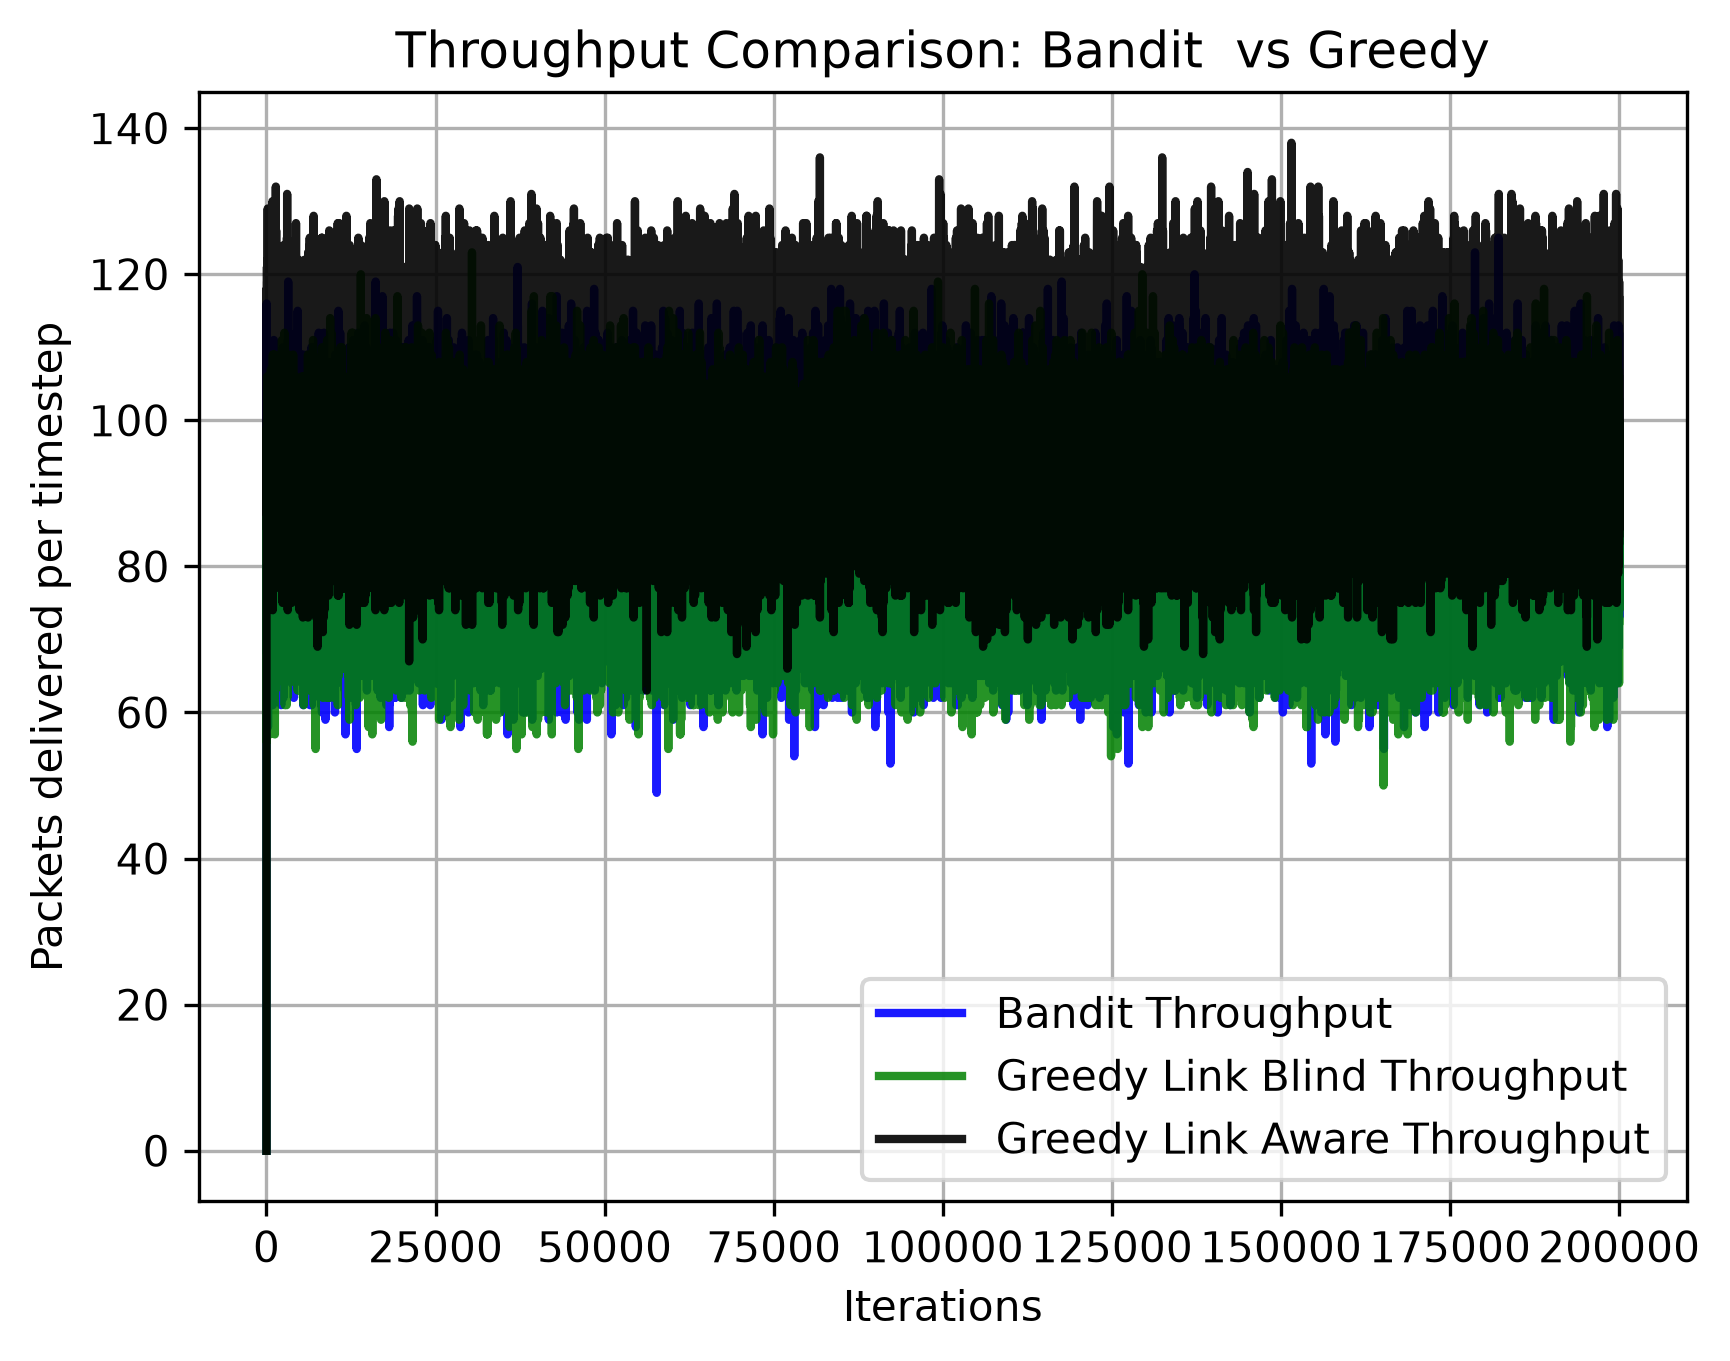 Throughput Comparison: Bandit  vs Greedy
Packets delivered per timestep
140
120
100
80
60
40
20
0
Bandit Throughput
Greedy Link Blind Throughput
Greedy Link Aware Throughput
0 25000 50000 75000 100000 125000 150000 175000 200000
Iterations